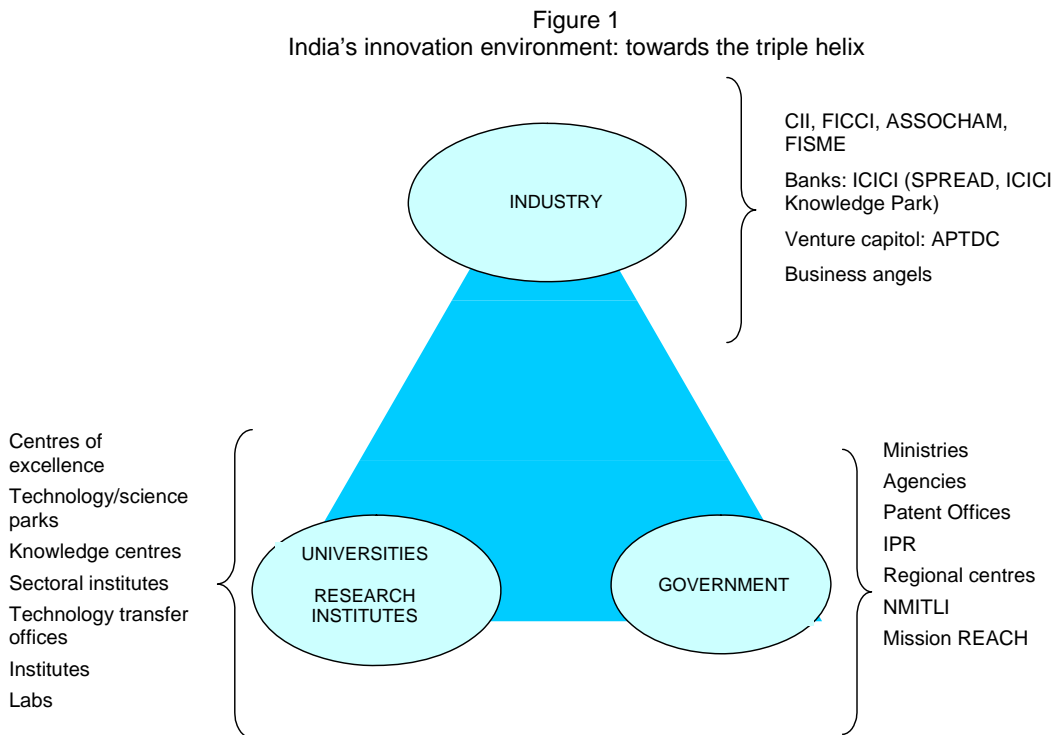 Figure 1
India's innovation environment: towards the triple helix
INDUSTRY
CII, FICCI, ASSOCHAM,
FISME
Banks: ICICI (SPREAD, ICICI
Knowledge Park)
Venture capitol: APTDC
Business angels
Centres of
excellence
Technology/science
parks
Knowledge centres
Sectoral institutes
Technology transfer
offices
Institutes
Labs
UNIVERSITIES
RESEARCH
INSTITUTES
GOVERNMENT
Ministries
Agencies
Patent Offices
IPR
Regional centres
NMITLI
Mission REACH